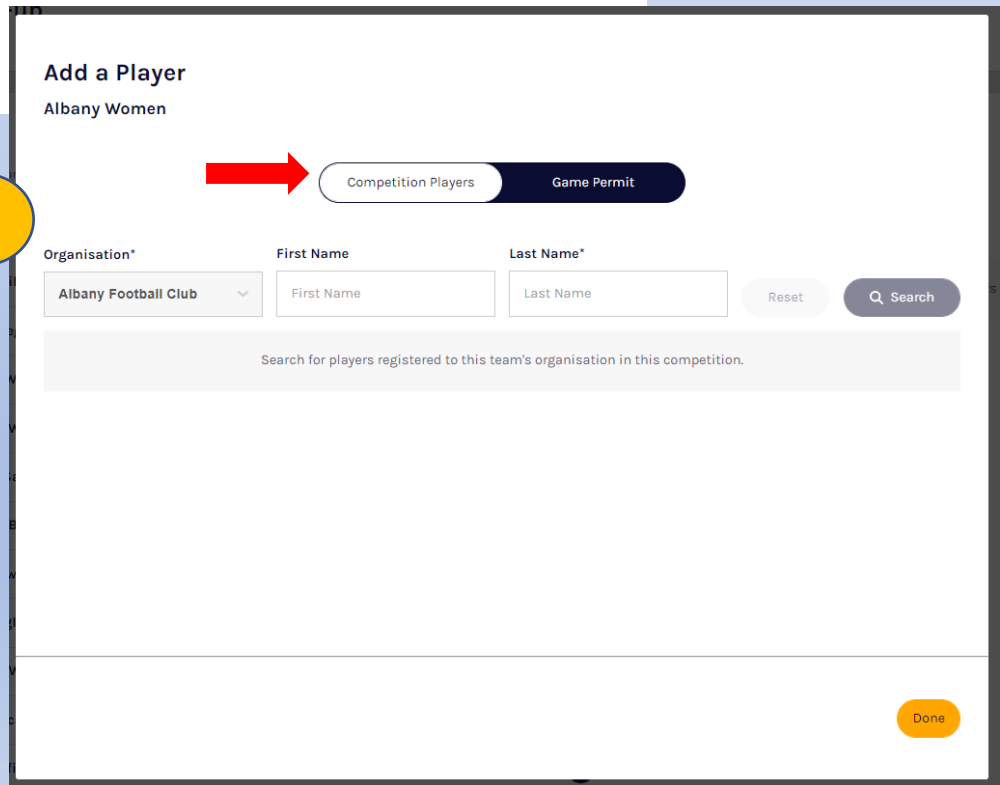 Add a Player
Albany Women
Competition Players Game Permit
Organisation* First Name Last Name*
Albany Football Club First Name Last Name Reset Search
Search for players registered to this team's organisation in this competition.
Done